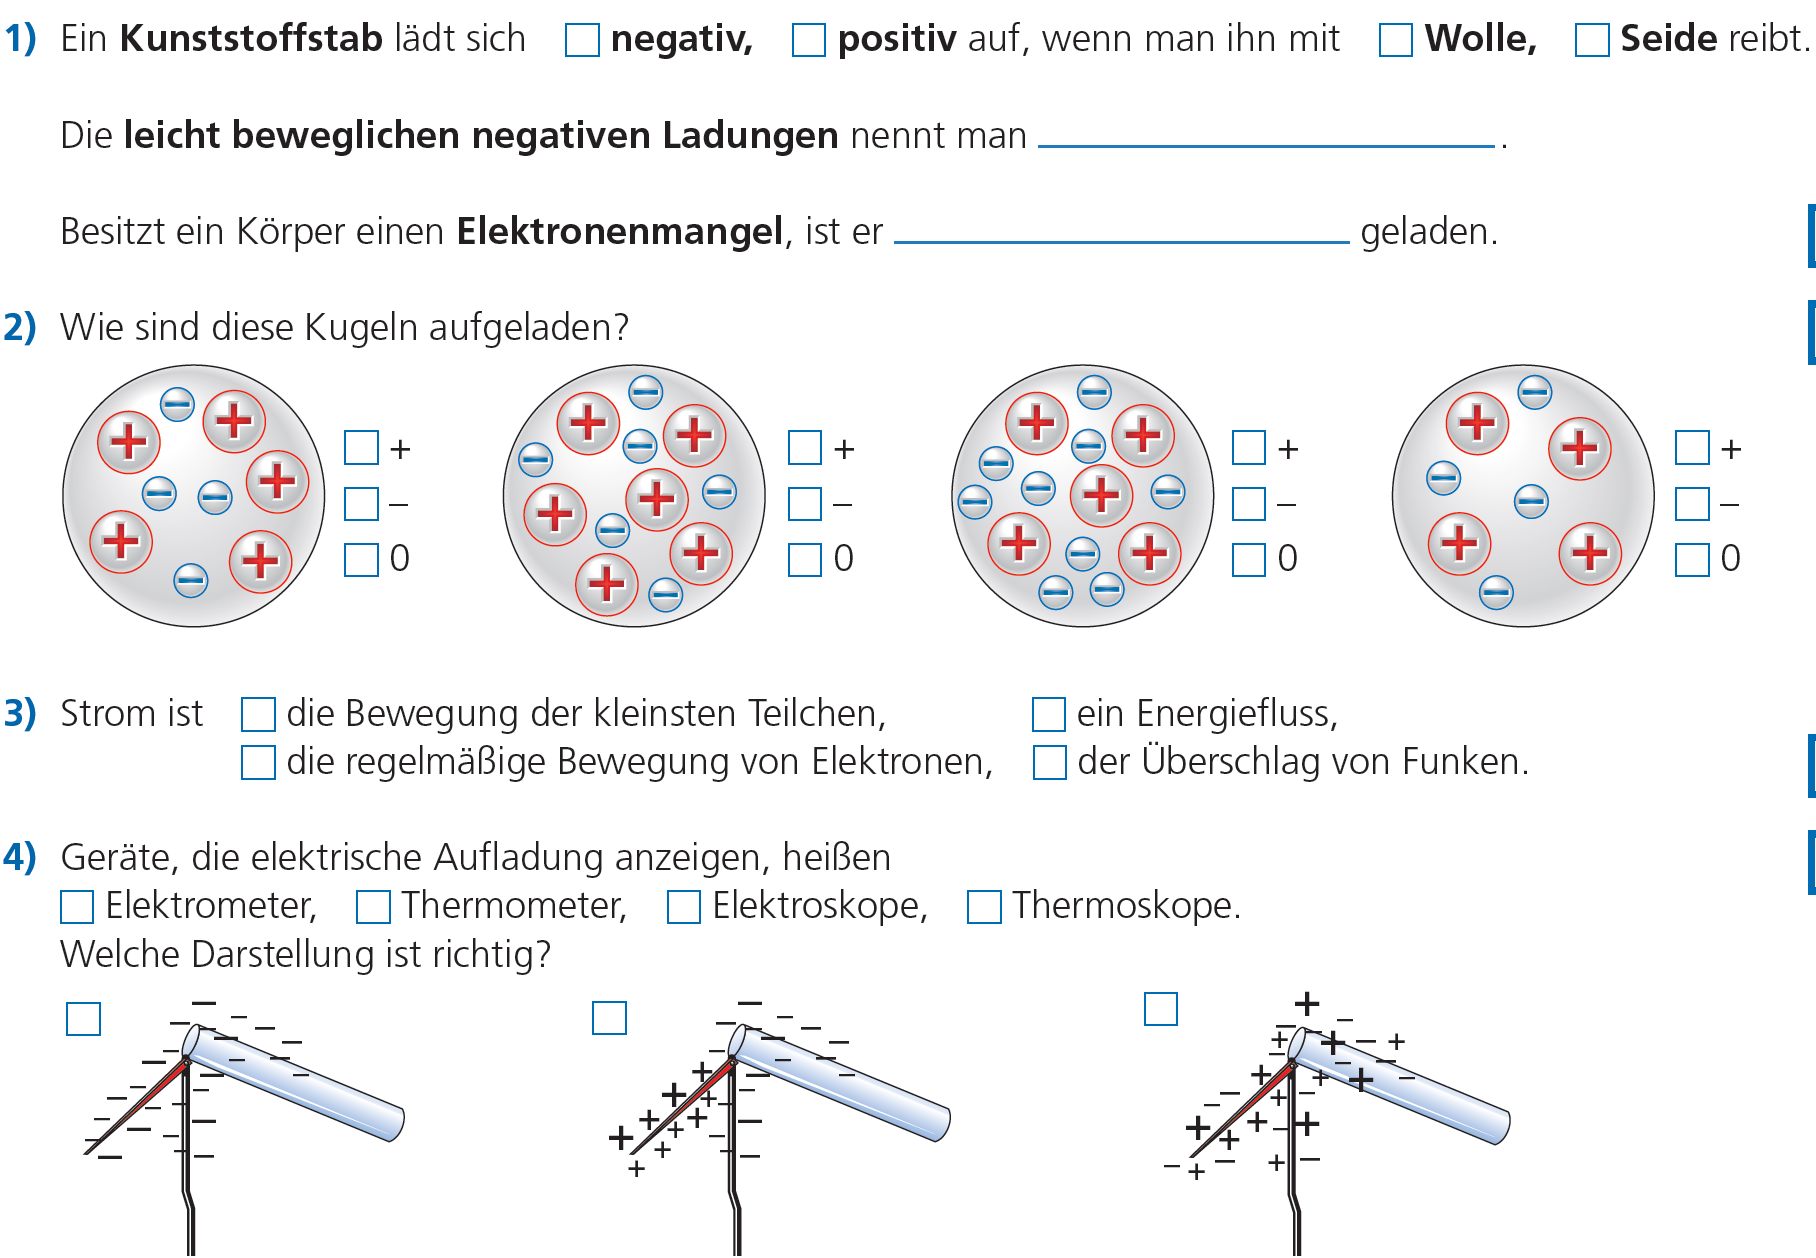 1) Ein Kunststoffstab lädt sich negativ, positiv auf, wenn man ihn mit Wolle, Seide reibt.
Die leicht beweglichen negativen Ladungen nennt man .
Besitzt ein Körper einen Elektronenmangel, ist er geladen.
2) Wie sind diese Kugeln aufgeladen?
+ + + +
– – – –
0 0 0 0
3) Strom ist die Bewegung der kleinsten Teilchen, ein Energiefluss,
die regelmäßige Bewegung von Elektronen, der Überschlag von Funken.
4) Geräte, die elektrische Aufladung anzeigen, heißen
Elektrometer, Thermometer, Elektroskope, Thermoskope.
Welche Darstellung ist richtig?